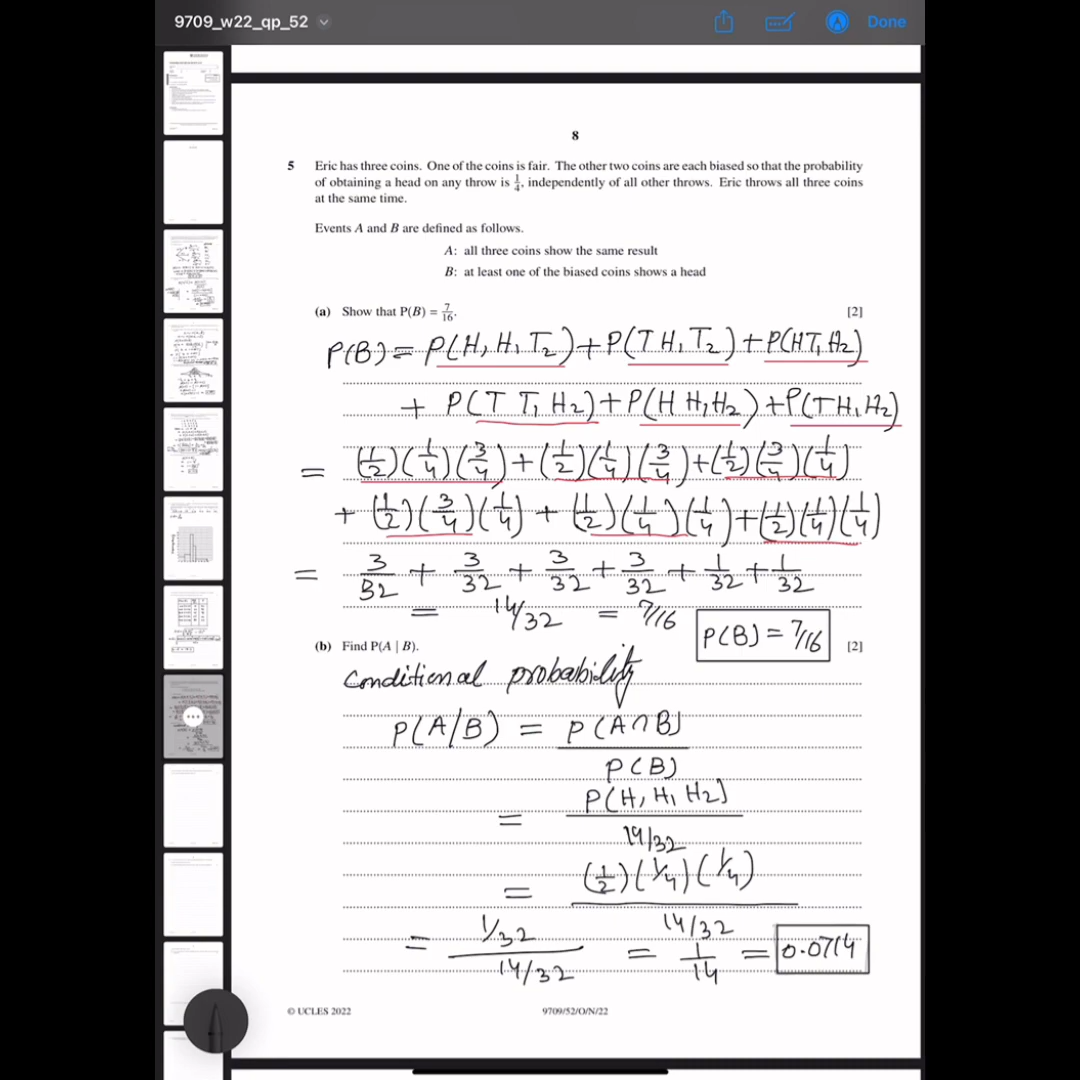 9709_w22_qp_52
Done
8
5 Eric has three coins. One of the coins is fair. The other two coins are each biased so that the probability
of obtaining a head on any throw is 1/4, independently of all other throws. Eric throws all three coins
at the same time.
Events A and B are defined as follows.
A: all three coins show the same result
B: at least one of the biased coins shows a head
(a) Show that P(B) = 7/16. [2]
P(B) = P(H, H₁ T₂) + P(T H₁ T₂) + P(H T₁ H₂)
+ P(T T₁ H₂) + P(H H₁ H₂) + P(T H₁ H₂)
= (1/2)(1/4)(3/4) + (1/2)(1/4)(3/4) + (1/2)(3/4)(1/4)
+ (1/2)(3/4)(1/4) + (1/2)(1/4)(1/4) + (1/2)(1/4)(1/4)
= 3/32 + 3/32 + 3/32 + 3/32 + 1/32 + 1/32
= 14/32 = 7/16 P(B) = 7/16
(b) Find P(A | B). [2]
Conditional probability
P(A/B) = P(A∩B)
P(B)
= P(H, H₁ H₂)
14/32
= (1/2)(1/4)(1/4)
14/32
= 1/32
14/32
= 1/14 = 0.0714
© UCLES 2022 9709/52/O/N/22